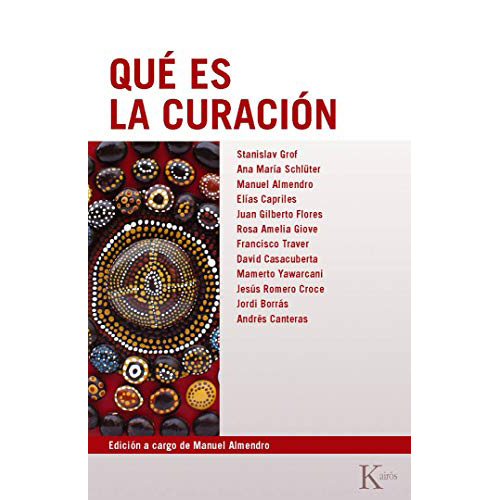 QUÉ ES
LA CURACIÓN
Stanislav Grof
Ana María Schlüter
Manuel Almendro
Elías Capriles
Juan Gilberto Flores
Rosa Amelia Giove
Francisco Traver
David Casacuberta
Mamerto Yawarcani
Jesús Romero Croce
Jordi Borrás
Andrés Canteras
Edición a cargo de Manuel Almendro
Kairós